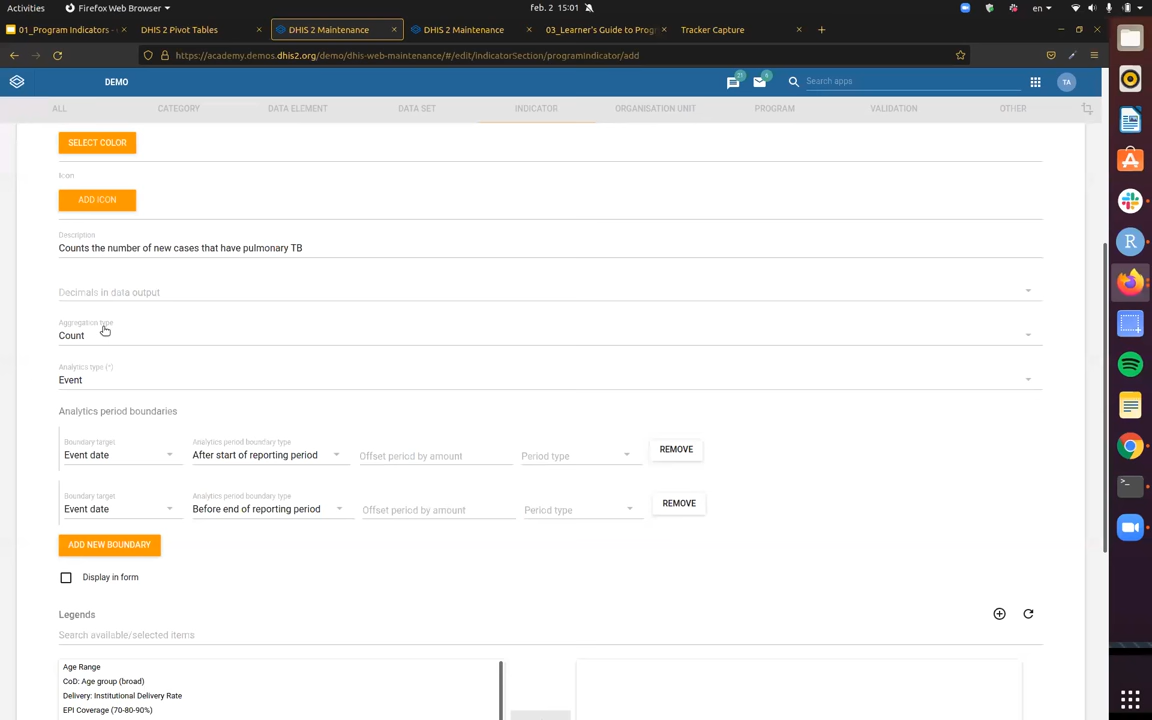 Activities
Firefox Web Browser
feb. 2 15:01
en
01_Program Indicators -
DHIS 2 Pivot Tables
DHIS 2 Maintenance
DHIS 2 Maintenance
03_Learner's Guide to Prog
Tracker Capture
https://academy.demos.dhis2.org/demo/dhis-web-maintenance/#/edit/indicatorSection/programIndicator/add
DEMO
Search apps
TA
ALL
CATEGORY
DATA ELEMENT
DATA SET
INDICATOR
ORGANISATION UNIT
PROGRAM
VALIDATION
OTHER
SELECT COLOR
Icon
ADD ICON
Description
Counts the number of new cases that have pulmonary TB
Decimals in data output
Aggregation type
Count
Analytics type (*)
Event
Analytics period boundaries
Boundary target
Analytics period boundary type
Event date
After start of reporting period
Offset period by amount
Period type
REMOVE
Boundary target
Analytics period boundary type
Event date
Before end of reporting period
Offset period by amount
Period type
REMOVE
ADD NEW BOUNDARY
Display in form
Legends
Search available/selected items
Age Range
CoD: Age group (broad)
Delivery: Institutional Delivery Rate
EPI Coverage (70-80-90%)